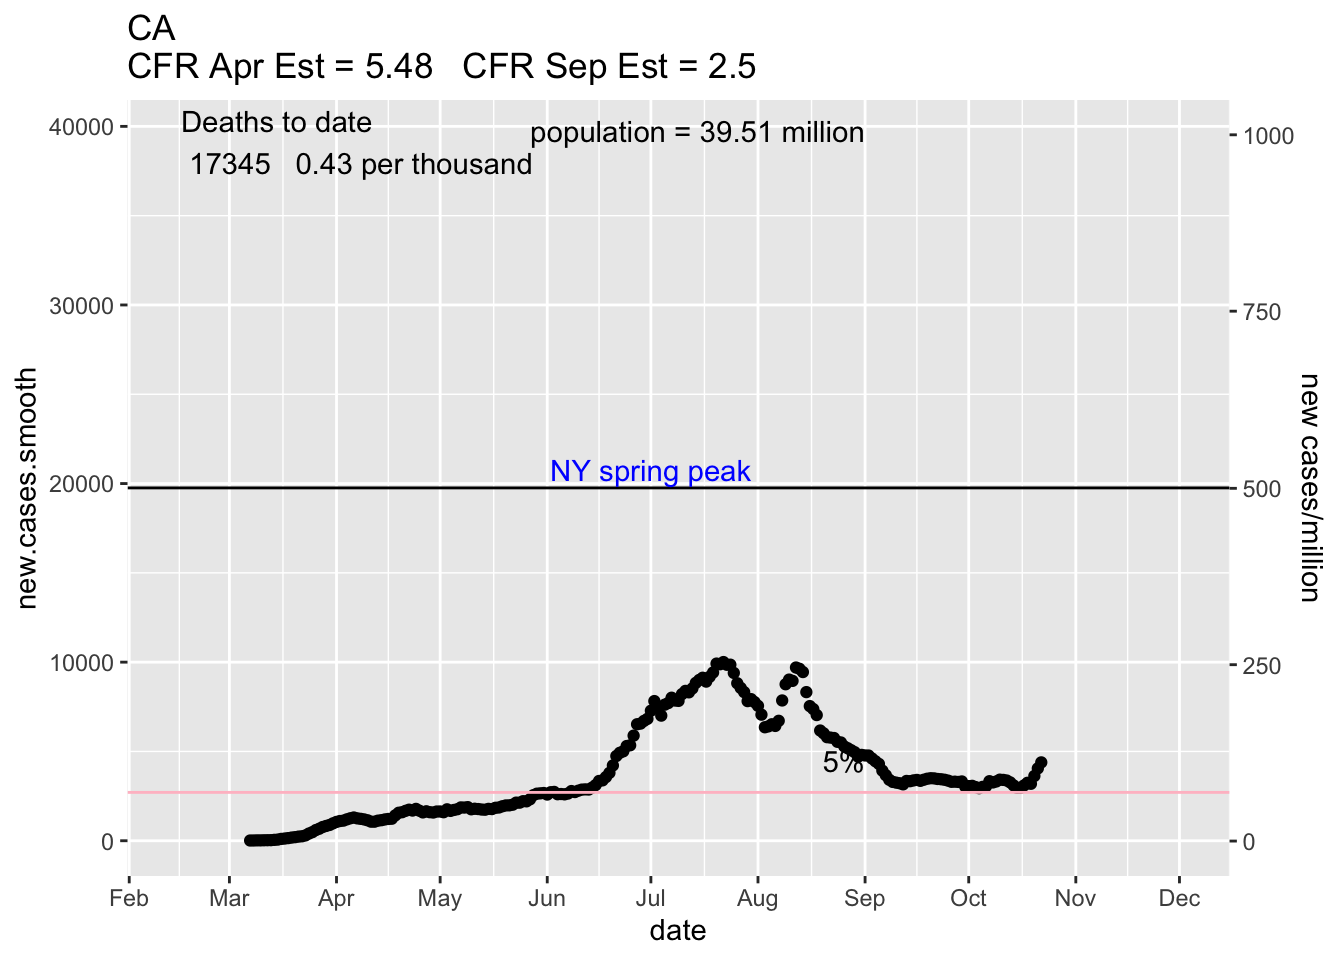 CA
CFR Apr Est = 5.48   CFR Sep Est = 2.5
Deaths to date
17345   0.43 per thousand
population = 39.51 million
40000
30000
20000
10000
0
new.cases.smooth
NY spring peak
5%
1000
750
500
250
0
new cases/million
Feb Mar Apr May Jun Jul Aug Sep Oct Nov Dec
date